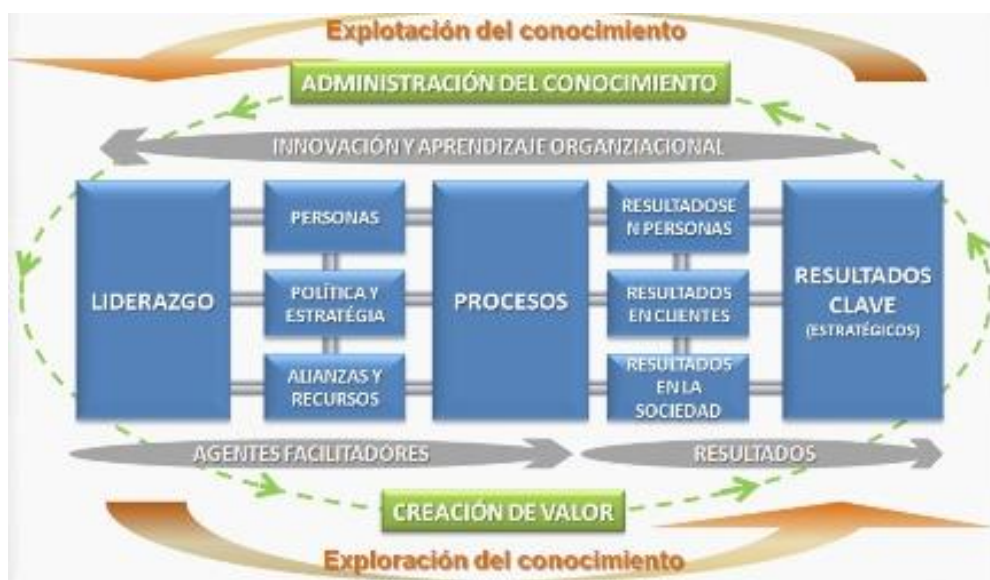 Explotación del conocimiento
ADMINISTRACIÓN DEL CONOCIMIENTO
INNOVACIÓN Y APRENDIZAJE ORGANZIACIONAL
LIDERAZGO
PERSONAS
POLÍTICA Y
ESTRATÉGIA
ALIANZAS Y
RECURSOS
PROCESOS
RESULTADOSE
N PERSONAS
RESULTADOS
EN CLIENTES
RESULTADOS
EN LA
SOCIEDAD
RESULTADOS
CLAVE
(ESTRATÉGICOS)
AGENTES FACILITADORES
RESULTADOS
CREACIÓN DE VALOR
Exploración del conocimiento